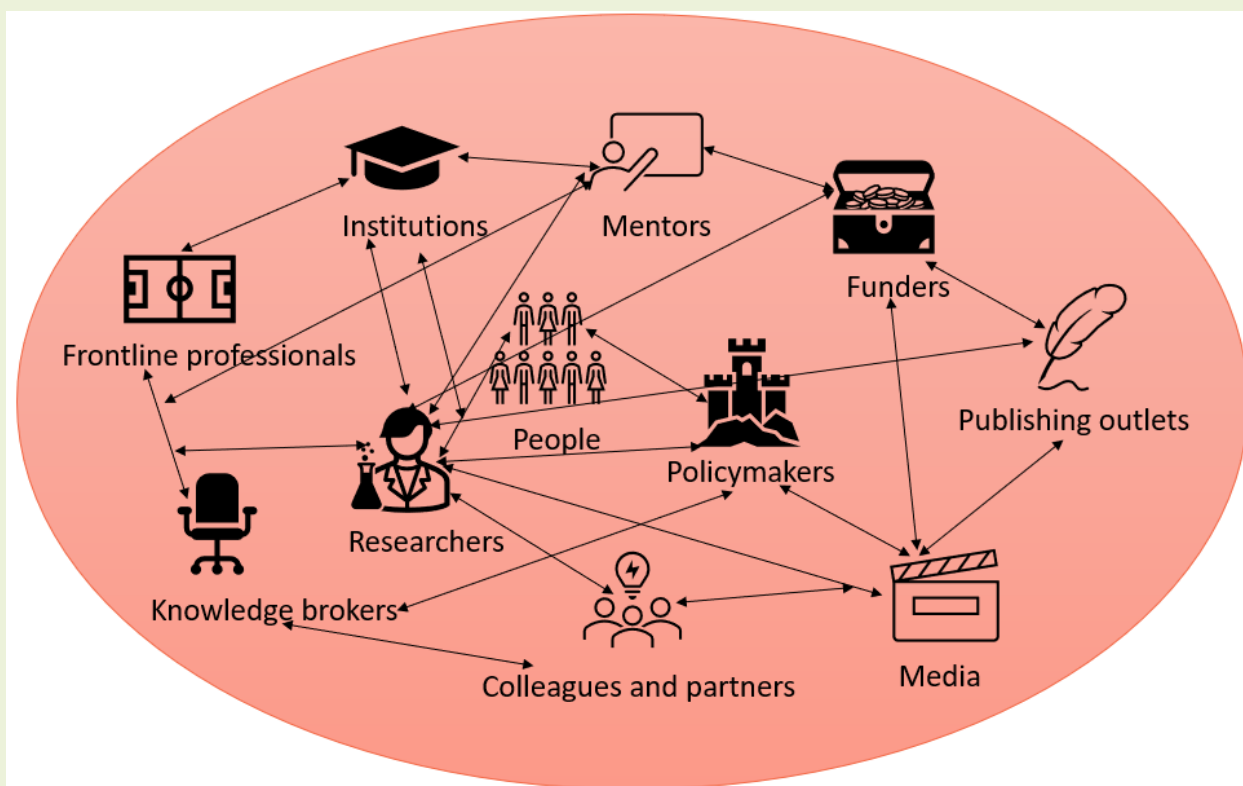 Institutions
Mentors
Funders
Frontline professionals
People
Publishing outlets
Policymakers
Researchers
Knowledge brokers
Colleagues and partners
Media